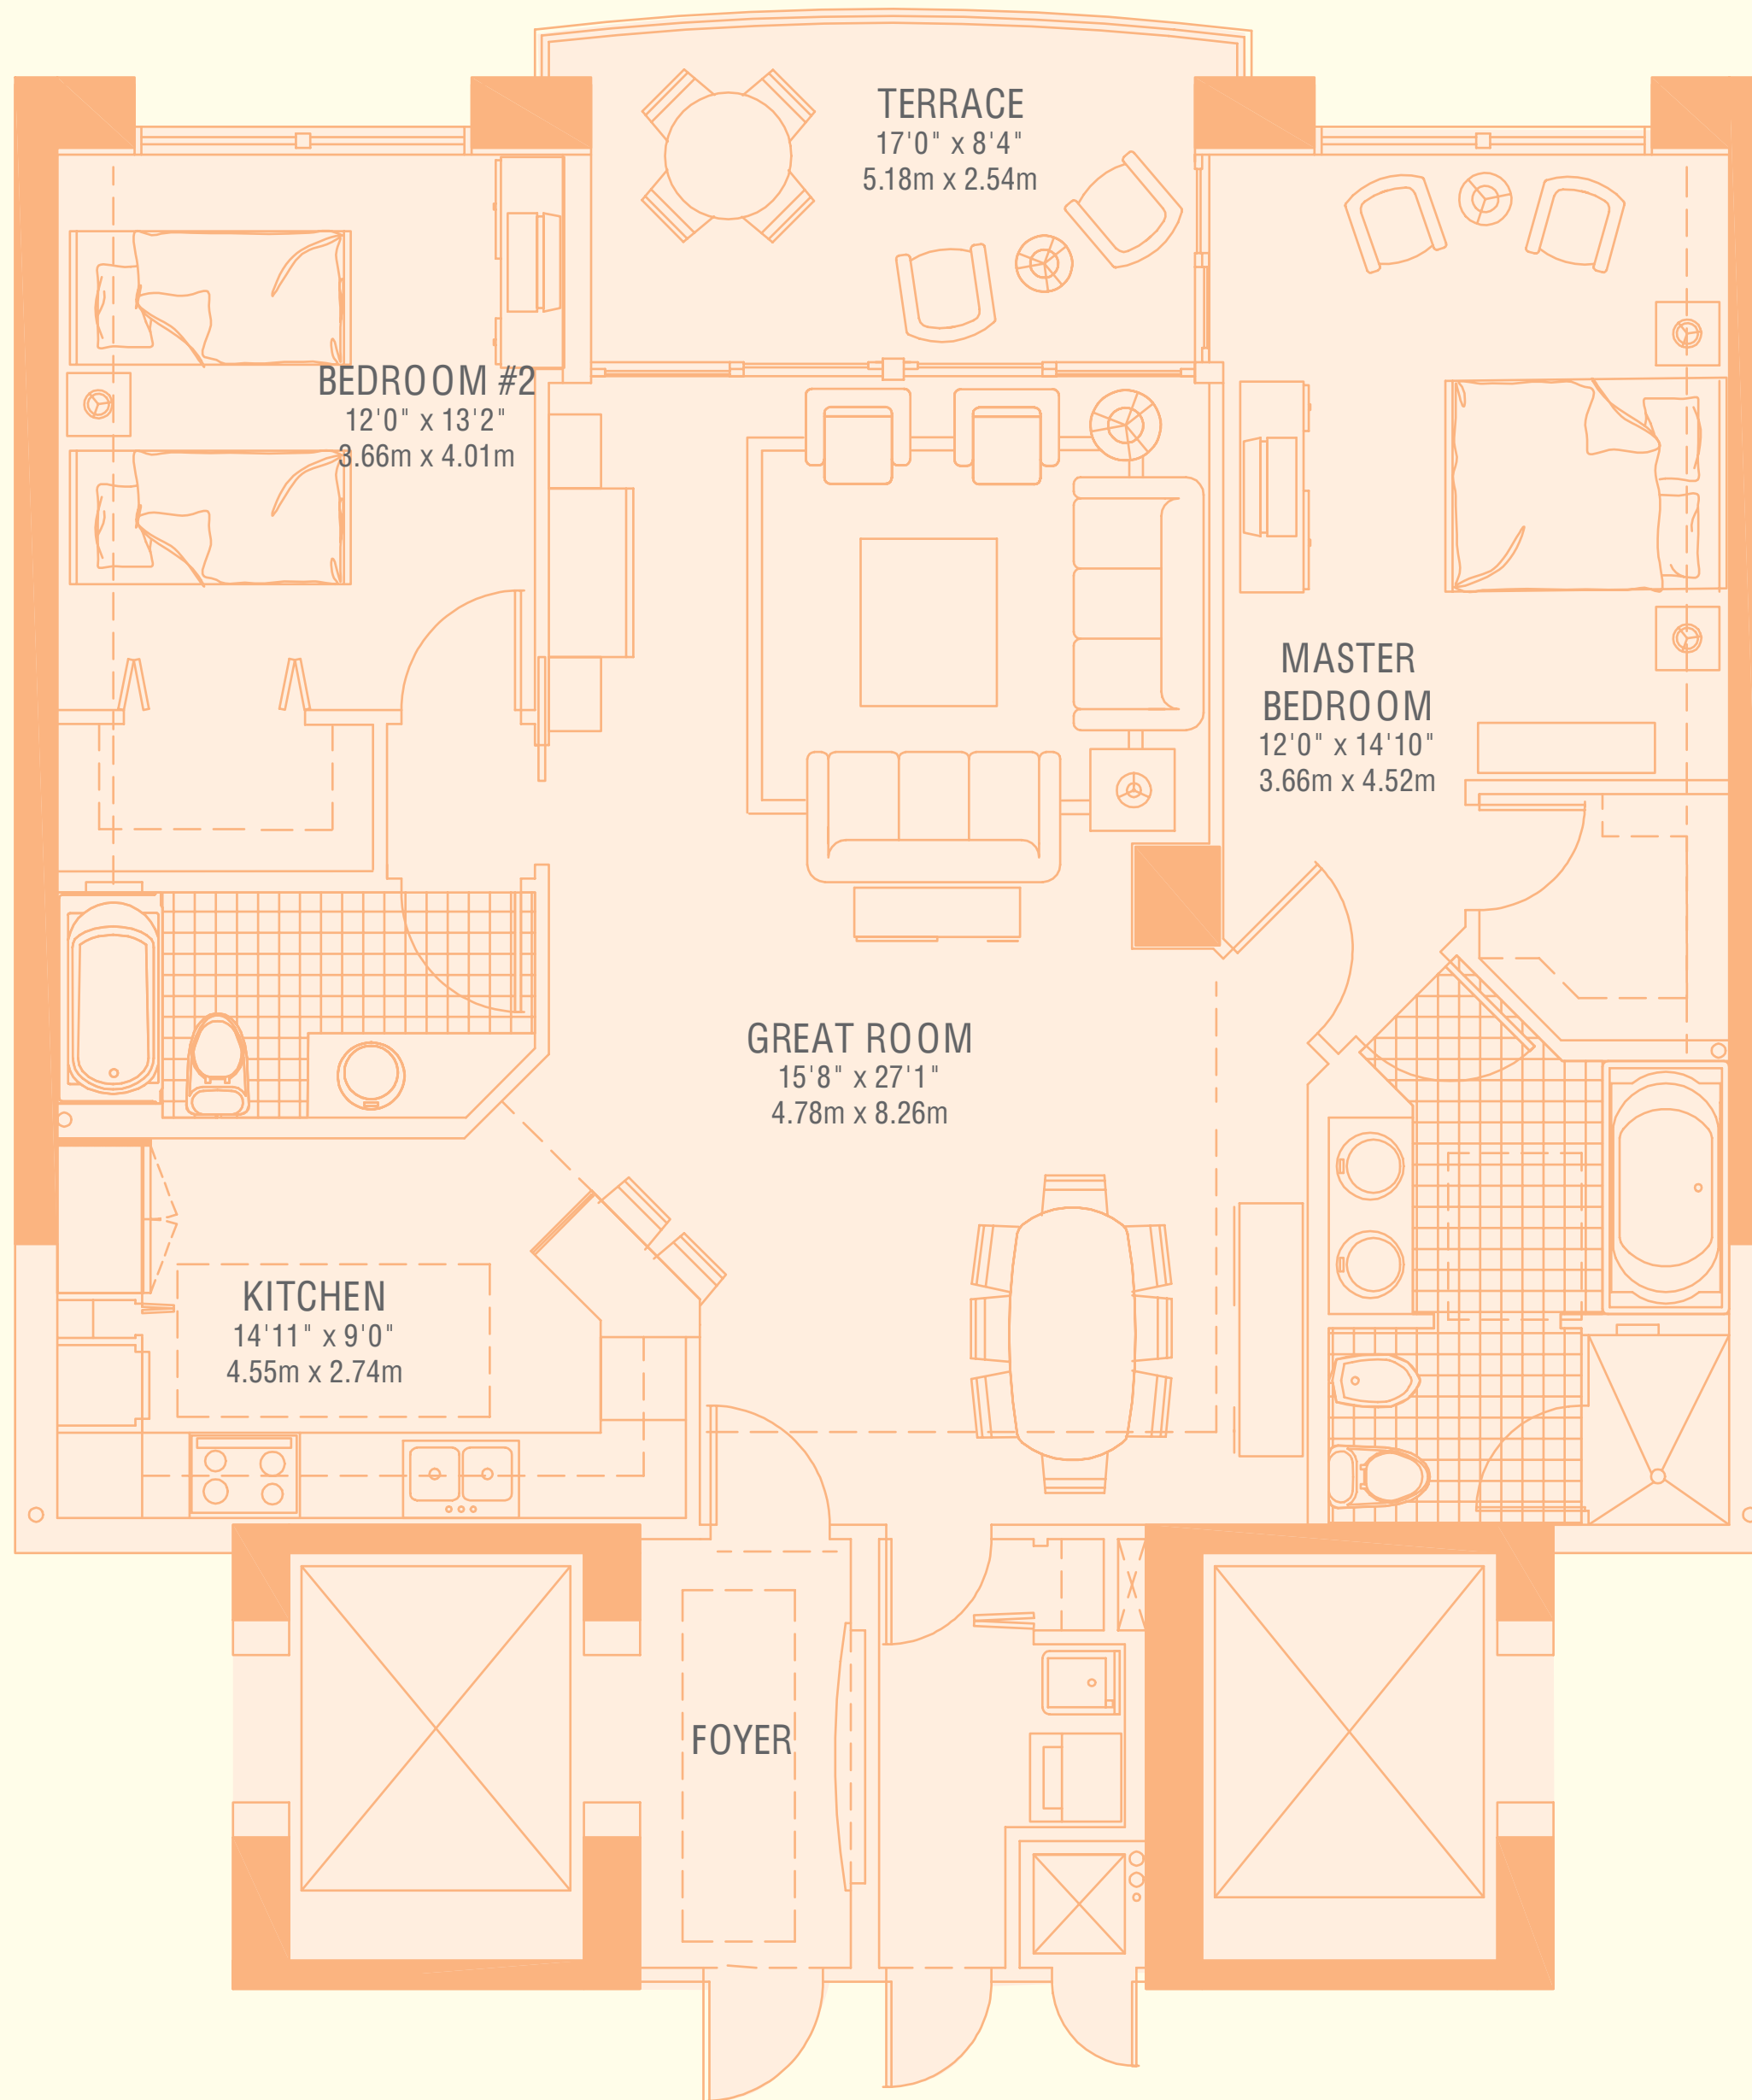 TERRACE
17'0" x 8'4"
5.18m x 2.54m
BEDROOM #2
12'0" x 13'2"
3.66m x 4.01m
MASTER
BEDROOM
12'0" x 14'10"
3.66m x 4.52m
GREAT ROOM
15'8" x 27'1"
4.78m x 8.26m
KITCHEN
14'11" x 9'0"
4.55m x 2.74m
FOYER